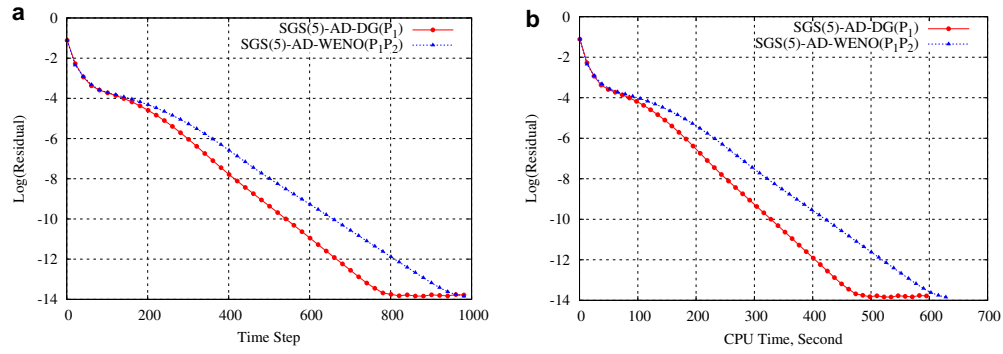 a
SGS(5)-AD-DG(P₁)
SGS(5)-AD-WENO(P₁P₂)
0
-2
-4
-6
-8
-10
-12
-14
Log(Residual)
0 200 400 600 800 1000
Time Step
b
SGS(5)-AD-DG(P₁)
SGS(5)-AD-WENO(P₁P₂)
0
-2
-4
-6
-8
-10
-12
-14
Log(Residual)
0 100 200 300 400 500 600 700
CPU Time, Second